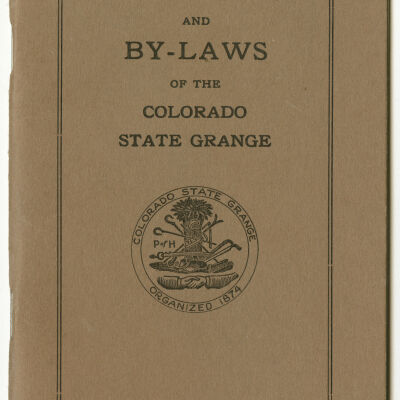 AND
BY-LAWS
OF THE
COLORADO
STATE GRANGE
COLORADO STATE GRANGE
P of H
ORGANIZED 1874